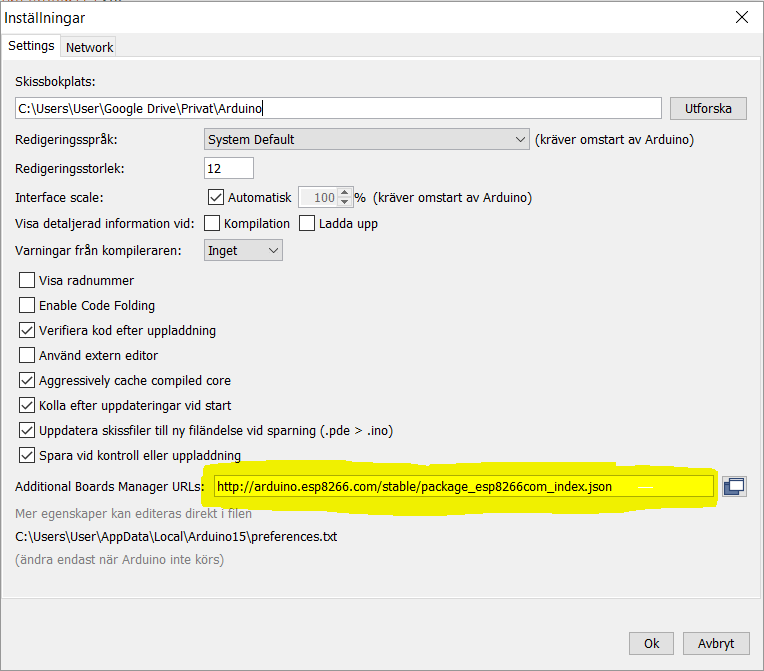 Inställningar
Settings Network
Skissbokplats:
C:\Users\User\Google Drive\Privat\Arduino Utforska
Redigeringsspråk: System Default (kräver omstart av Arduino)
Redigeringsstorlek: 12
Interface scale: Automatisk 100 % (kräver omstart av Arduino)
Visa detaljerad information vid: Kompilation Ladda upp
Varningar från kompileraren: Inget
Visa radnummer
Enable Code Folding
Verifiera kod efter uppladdning
Använd extern editor
Aggressively cache compiled core
Kolla efter uppdateringar vid start
Uppdatera skissfiler till ny filändelse vid sparning (.pde > .ino)
Spara vid kontroll eller uppladdning
Additional Boards Manager URLs: http://arduino.esp8266.com/stable/package_esp8266com_index.json
Mer egenskaper kan editeras direkt i filen
C:\Users\User\AppData\Local\Arduino15\preferences.txt
(ändra endast när Arduino inte körs)
Ok Avbryt